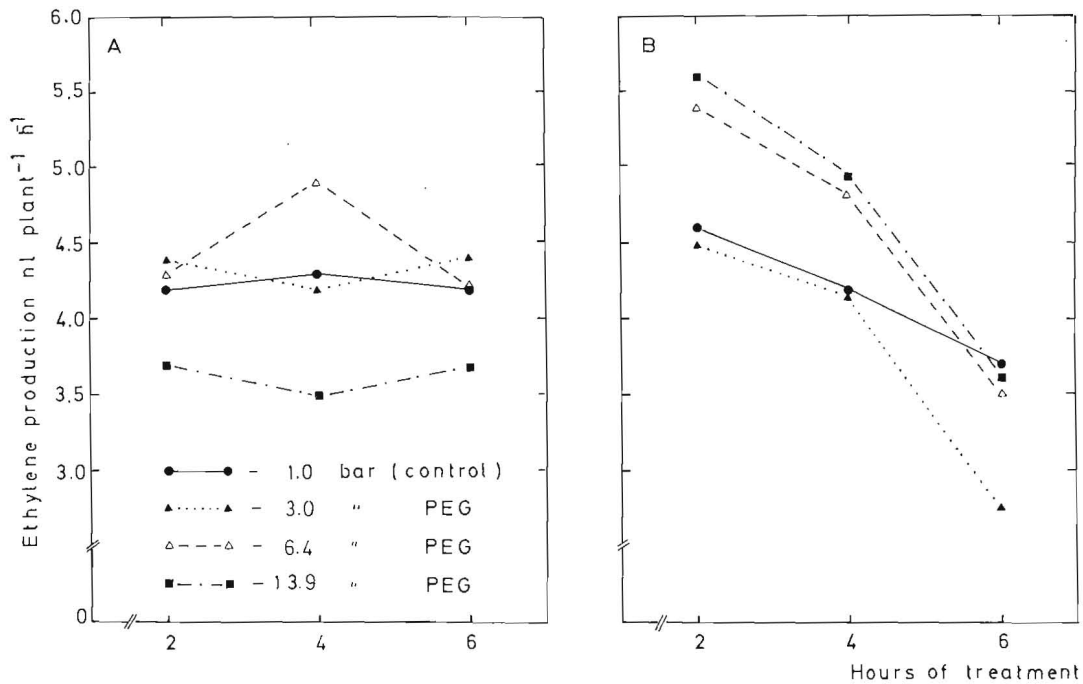 A
B
Ethylene production nl plant⁻¹ h̄¹
6.0
5.5
5.0
4.5
4.0
3.5
3.0
0
- 1.0 bar (control)
- 3.0 " PEG
- 6.4 " PEG
- 13.9 " PEG
2 4 6
2 4 6
Hours of treatment